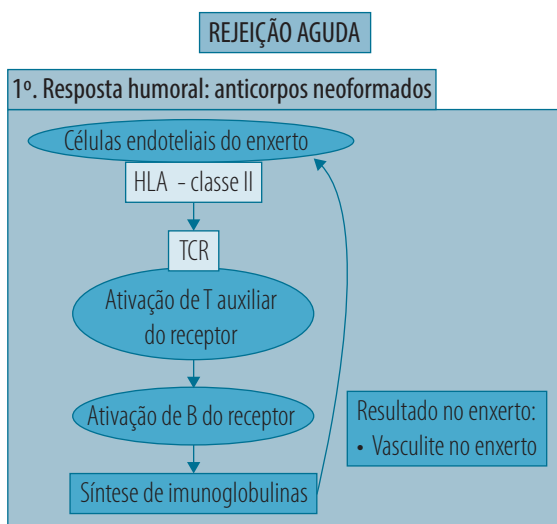 REJEIÇÃO AGUDA
1º. Resposta humoral: anticorpos neoformados
Células endoteliais do enxerto
HLA - classe II
TCR
Ativação de T auxiliar
do receptor
Ativação de B do receptor
Síntese de imunoglobulinas
Resultado no enxerto:
• Vasculite no enxerto